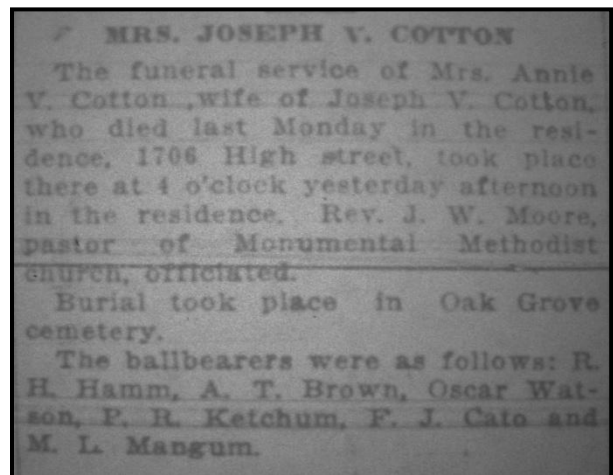 MRS. JOSEPH V. COTTON
The funeral service of Mrs. Annie
V. Cotton ,wife of Joseph V. Cotton,
who died last Monday in the resi-
dence, 1706 High street, took place
there at 4 o'clock yesterday afternoon
in the residence. Rev. J. W. Moore,
pastor of Monumental Methodist
church, officiated.
Burial took place in Oak Grove
cemetery.
The ballbearers were as follows: R.
H. Hamm, A. T. Brown, Oscar Wat-
son, P. R. Ketchum, F. J. Cato and
M. L. Mangum.